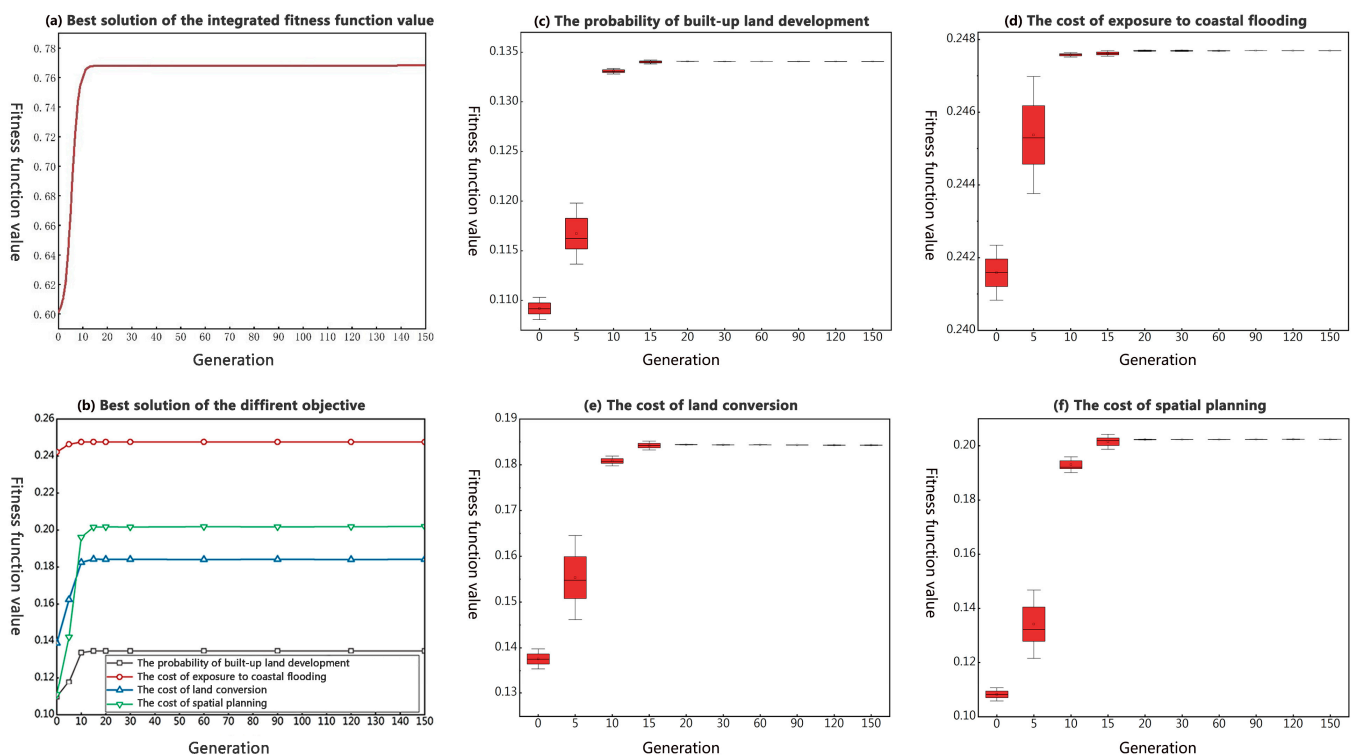 (a) Best solution of the integrated fitness function value
0. 78
0. 76
0. 74
0. 72
0. 70
0. 68
0. 66
0. 64
0. 62
0. 60
Fitness function value
0 10 20 30 40 50 60 70 80 90 100 110 120 130 140 150
Generation
(c) The probability of built-up land development
0.135
0.130
0.120
0.115
0.110
Fitness function value
0 5 10 15 20 30 60 90 120 150
Generation
(d) The cost of exposure to coastal flooding
0.248
0.246
0.244
0.242
0.240
Fitness function value
0 5 10 15 20 30 60 90 120 150
Generation
(b) Best solution of the diffirent objective
0.26
0.24
0.22
0.20
0.18
0.16
0.14
0.12
0.10
Fitness function value
The probability of built-up land development
The cost of exposure to coastal flooding
The cost of land conversion
The cost of spatial planning
0 10 20 30 40 50 60 70 80 90 100 110 120 130 140 150
Generation
(e) The cost of land conversion
0.19
0.18
0.17
0.16
0.15
0.14
0.13
Fitness function value
0 5 10 15 20 30 60 90 120 150
Generation
(f) The cost of spatial planning
0.20
0.18
0.14
0.12
0.10
Fitness function value
0 5 10 15 20 30 60 90 120 150
Generation